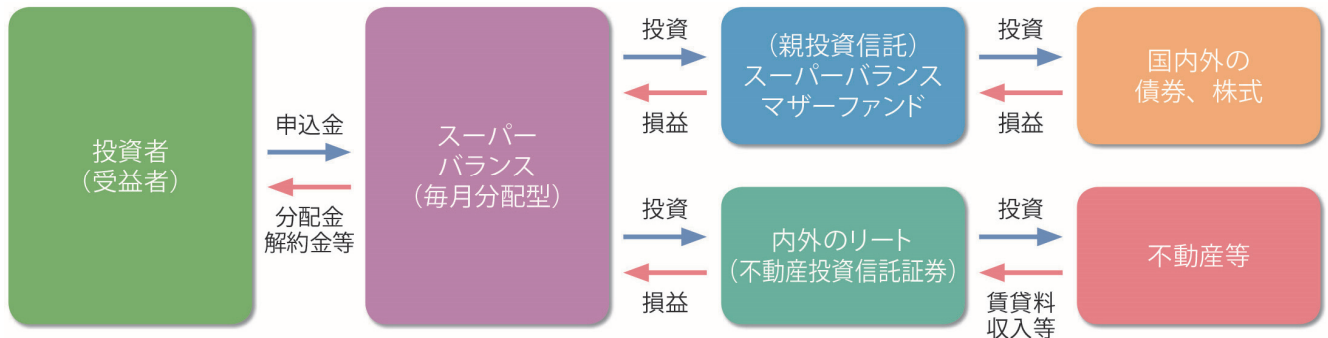 投資者
(受益者)
申込金
分配金
解約金等
スーパー
バランス
(毎月分配型)
投資
損益
(親投資信託)
スーパーバランス
マザーファンド
投資
損益
国内外の
債券、株式
投資
損益
内外のリート
(不動産投資信託証券)
投資
賃貸料
収入等
不動産等